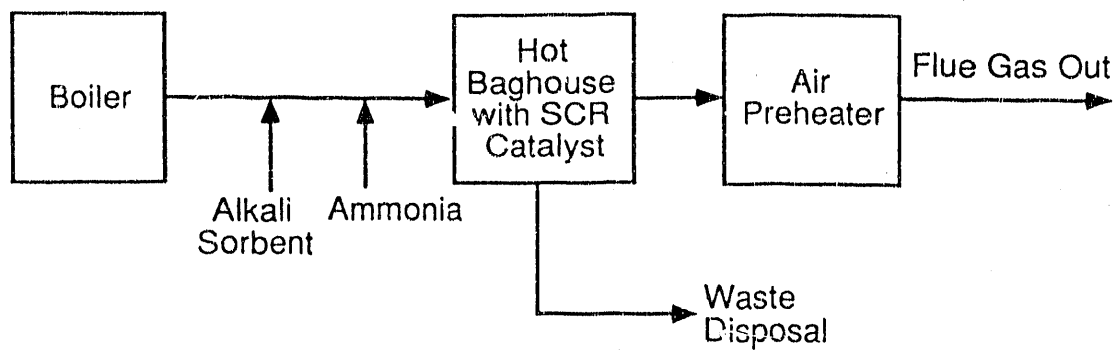 Boiler
Hot
Baghouse
with SCR
Catalyst
Air
Preheater
Flue Gas Out
Alkali
Sorbent
Ammonia
Waste
Disposal